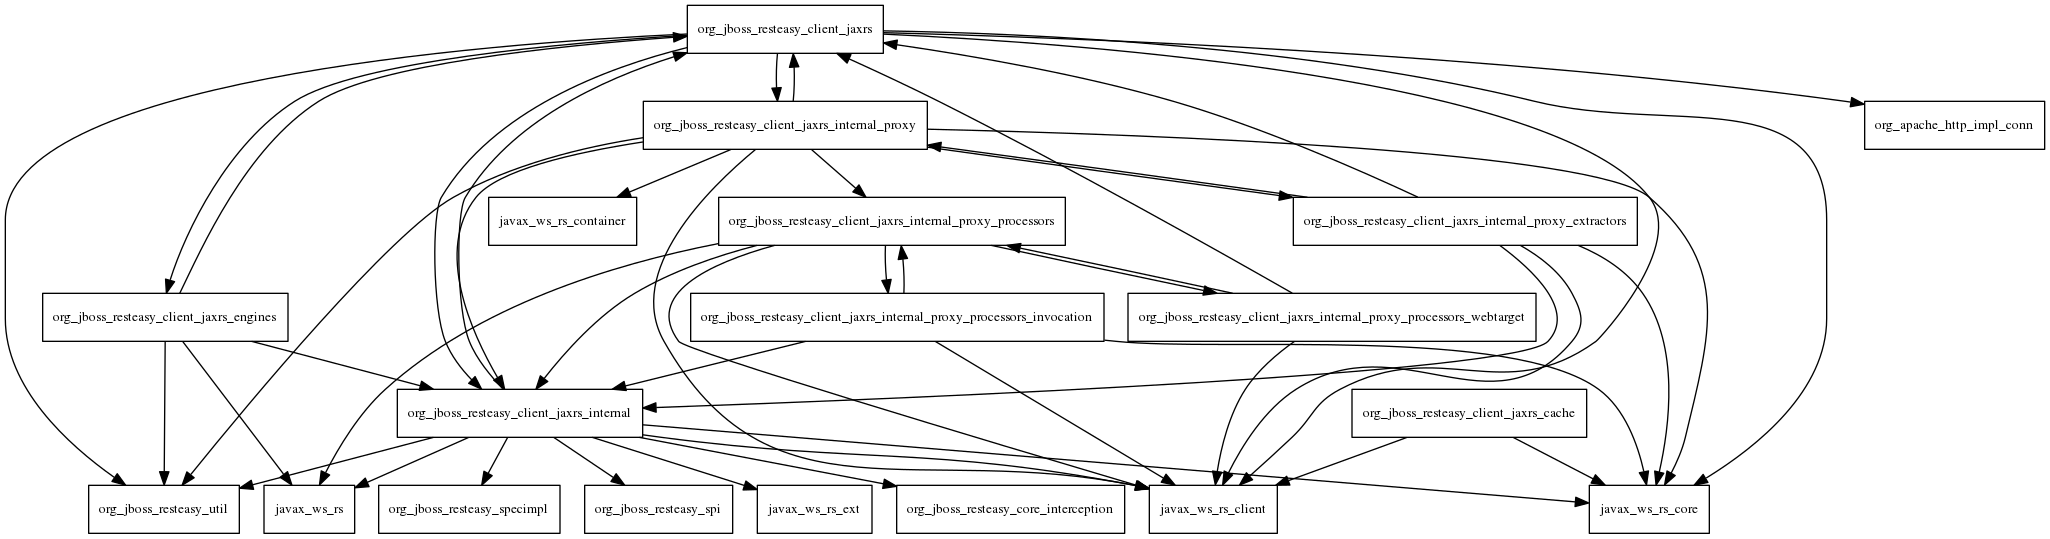 org_jboss_resteasy_client_jaxrs
org_jboss_resteasy_client_jaxrs_internal_proxy
org_apache_http_impl_conn
javax_ws_rs_container
org_jboss_resteasy_client_jaxrs_internal_proxy_processors
org_jboss_resteasy_client_jaxrs_internal_proxy_extractors
org_jboss_resteasy_client_jaxrs_engines
org_jboss_resteasy_client_jaxrs_internal_proxy_processors_invocation
org_jboss_resteasy_client_jaxrs_internal_proxy_processors_webtarget
org_jboss_resteasy_client_jaxrs_internal
org_jboss_resteasy_client_jaxrs_cache
org_jboss_resteasy_util
javax_ws_rs
org_jboss_resteasy_specimpl
org_jboss_resteasy_spi
javax_ws_rs_ext
org_jboss_resteasy_core_interception
javax_ws_rs_client
javax_ws_rs_core